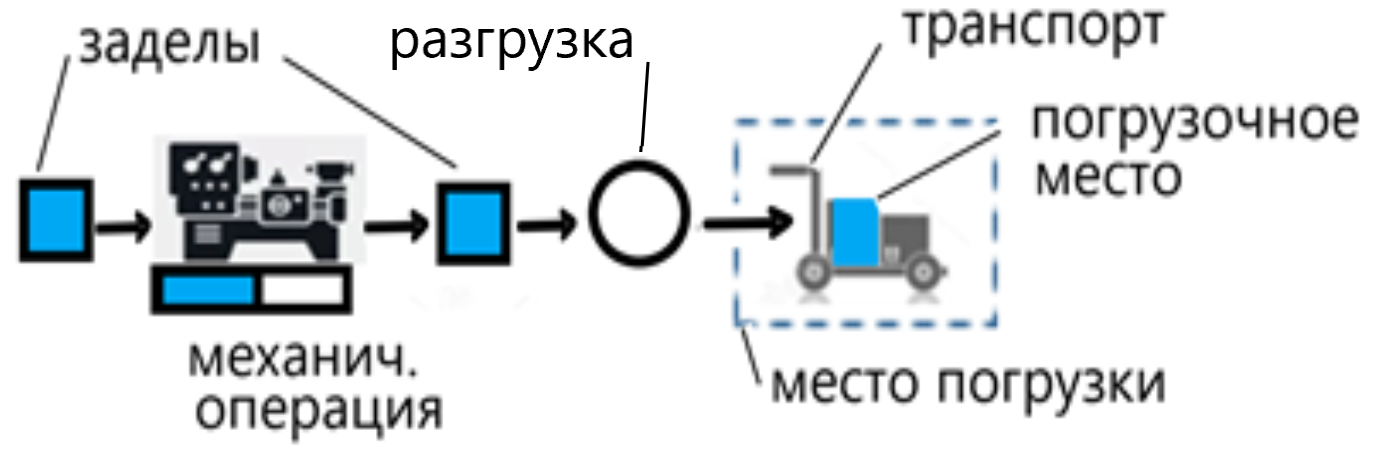 заделы
разгрузка
транспорт
погрузочное
место
механич.
операция
место погрузки